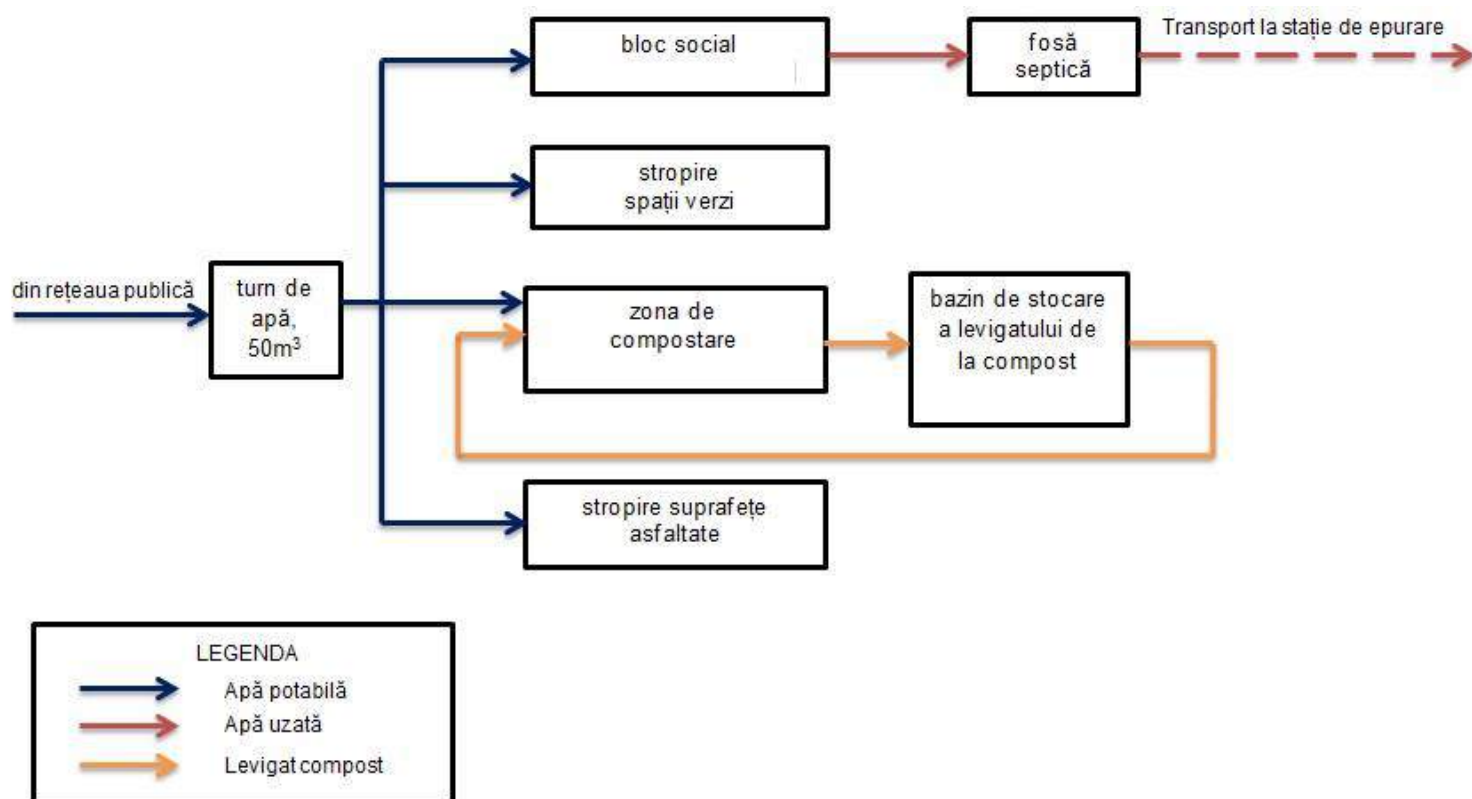 bloc social
fosă
septică
Transport la stație de epurare
stropire
spații verzi
din rețeaua publică
turn de
apă,
50m³
zona de
compostare
bazin de stocare
a levigatului de
la compost
stropire suprafețe
asfaltate
LEGENDA
Apă potabilă
Apă uzată
Levigat compost